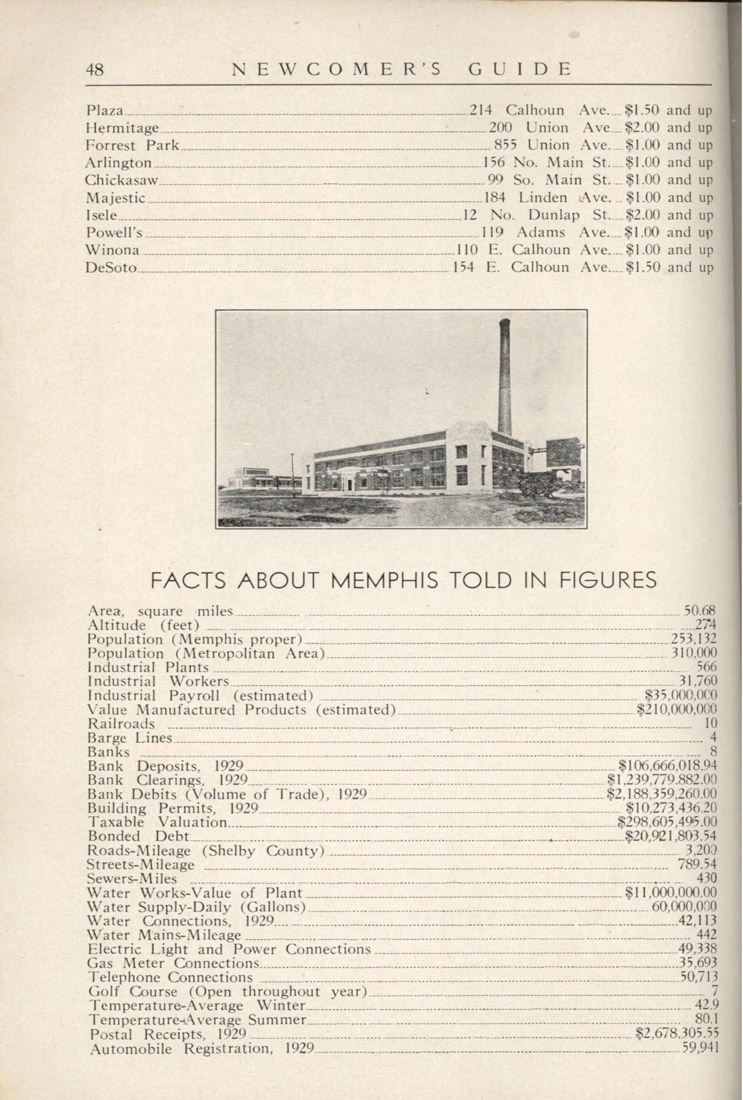 48 NEWCOMER'S GUIDE
Plaza 214 Calhoun Ave. $1.50 and up
Hermitage 200 Union Ave $2.00 and up
Forrest Park 855 Union Ave. $1.00 and up
Arlington 156 No. Main St. $1.00 and up
Chickasaw 99 So. Main St. $1.00 and up
Majestic 184 Linden Ave. $1.00 and up
Isele 12 No. Dunlap St. $2.00 and up
Powell's 119 Adams Ave. $1.00 and up
Winona 110 E. Calhoun Ave. $1.00 and up
DeSoto 154 E. Calhoun Ave. $1.50 and up
FACTS ABOUT MEMPHIS TOLD IN FIGURES
Area, square miles 50.68
Altitude (feet) 274
Population (Memphis proper) 253,132
Population (Metropolitan Area) 310,000
Industrial Plants 566
Industrial Workers 31,760
Industrial Payroll (estimated) $35,000,000
Value Manufactured Products (estimated) $210,000,000
Railroads 10
Barge Lines 4
Banks 8
Bank Deposits, 1929 $106,666,018.94
Bank Clearings, 1929 $1,239,779.882.00
Bank Debits (Volume of Trade), 1929 $2,188,359,260.00
Building Permits, 1929 $10,273,436.20
Taxable Valuation $298,605,495.00
Bonded Debt $20,921,803.54
Roads-Mileage (Shelby County) 3,200
Streets-Mileage 789.54
Sewers-Miles 430
Water Works-Value of Plant $11,000,000.00
Water Supply-Daily (Gallons) 60,000,000
Water Connections, 1929 42,113
Water Mains-Mileage 442
Electric Light and Power Connections 49,338
Gas Meter Connections 35,693
Telephone Connections 50,713
Golf Course (Open throughout year) 7
Temperature-Average Winter 42.9
Temperature-Average Summer 80.1
Postal Receipts, 1929 $2,678.305.55
Automobile Registration, 1929 59,941